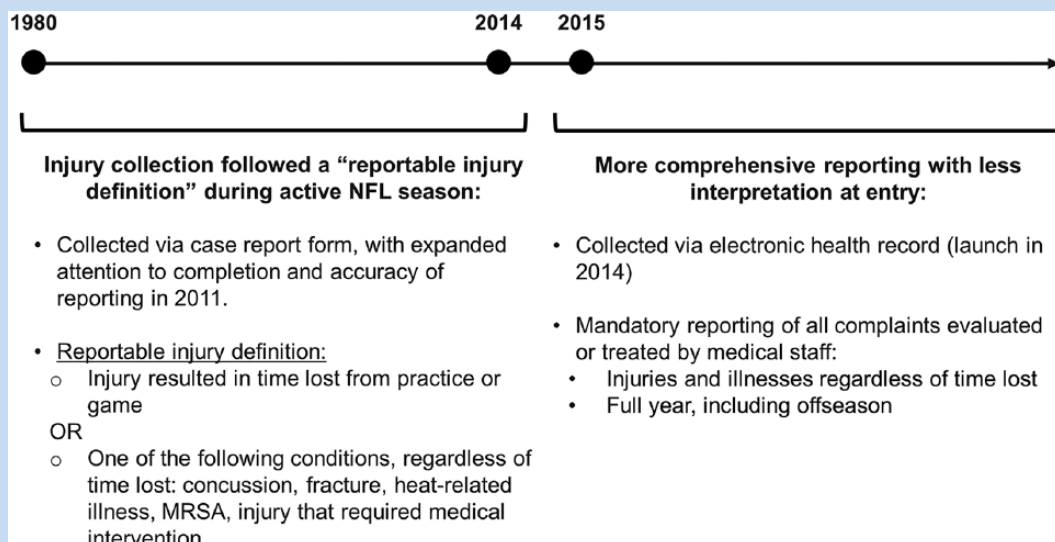 1980
2014
2015
Injury collection followed a “reportable injury
definition” during active NFL season:
• Collected via case report form, with expanded
attention to completion and accuracy of
reporting in 2011.
• Reportable injury definition:
o Injury resulted in time lost from practice or
game
OR
o One of the following conditions, regardless of
time lost: concussion, fracture, heat-related
illness, MRSA, injury that required medical
intervention
More comprehensive reporting with less
interpretation at entry:
• Collected via electronic health record (launch in
2014)
• Mandatory reporting of all complaints evaluated
or treated by medical staff:
• Injuries and illnesses regardless of time lost
• Full year, including offseason